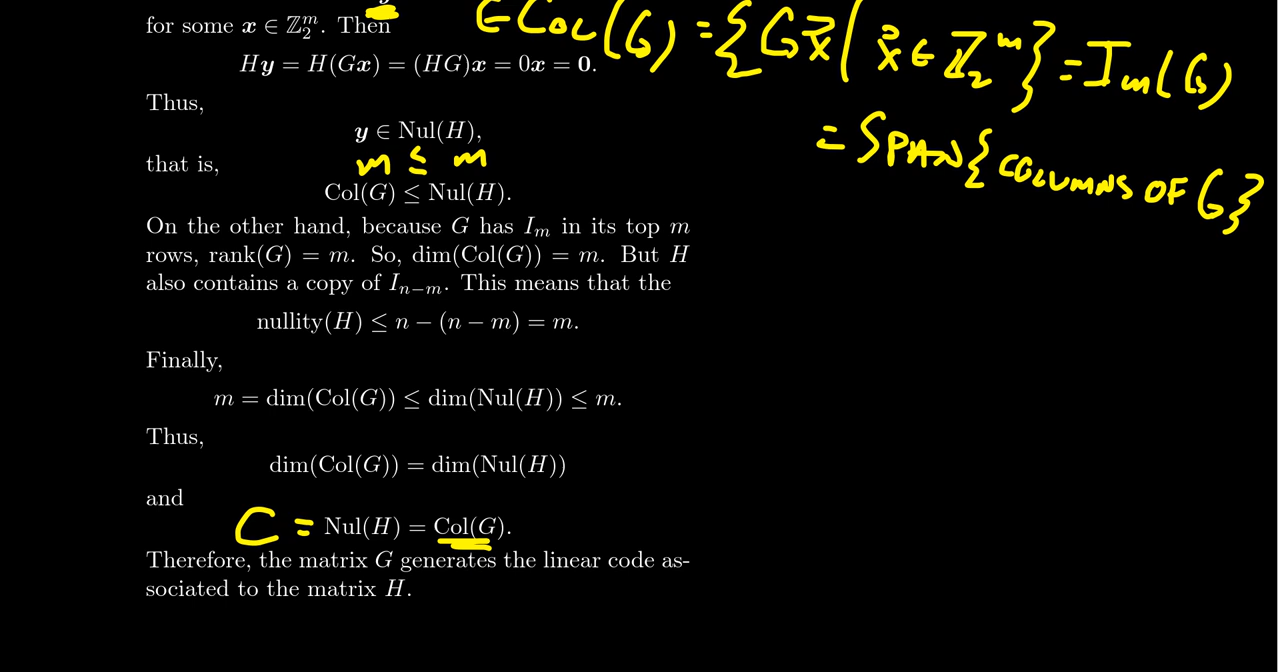 for some x ∈ ℤ₂ᵐ. Then
∈ Col(G) = {Gx⃗ | x⃗ ∈ ℤ₂ᵐ} = Im(G)
Hy = H(Gx) = (HG)x = 0x = 0.
= SPAN{COLUMNS OF G}
Thus,
y ∈ Nul(H),
that is,
m ≤ m
Col(G) ≤ Nul(H).
On the other hand, because G has Iₘ in its top m
rows, rank(G) = m. So, dim(Col(G)) = m. But H
also contains a copy of Iₙ₋ₘ. This means that the
nullity(H) ≤ n − (n − m) = m.
Finally,
m = dim(Col(G)) ≤ dim(Nul(H)) ≤ m.
Thus,
dim(Col(G)) = dim(Nul(H))
and
C = Nul(H) = Col(G).
Therefore, the matrix G generates the linear code as-
sociated to the matrix H.